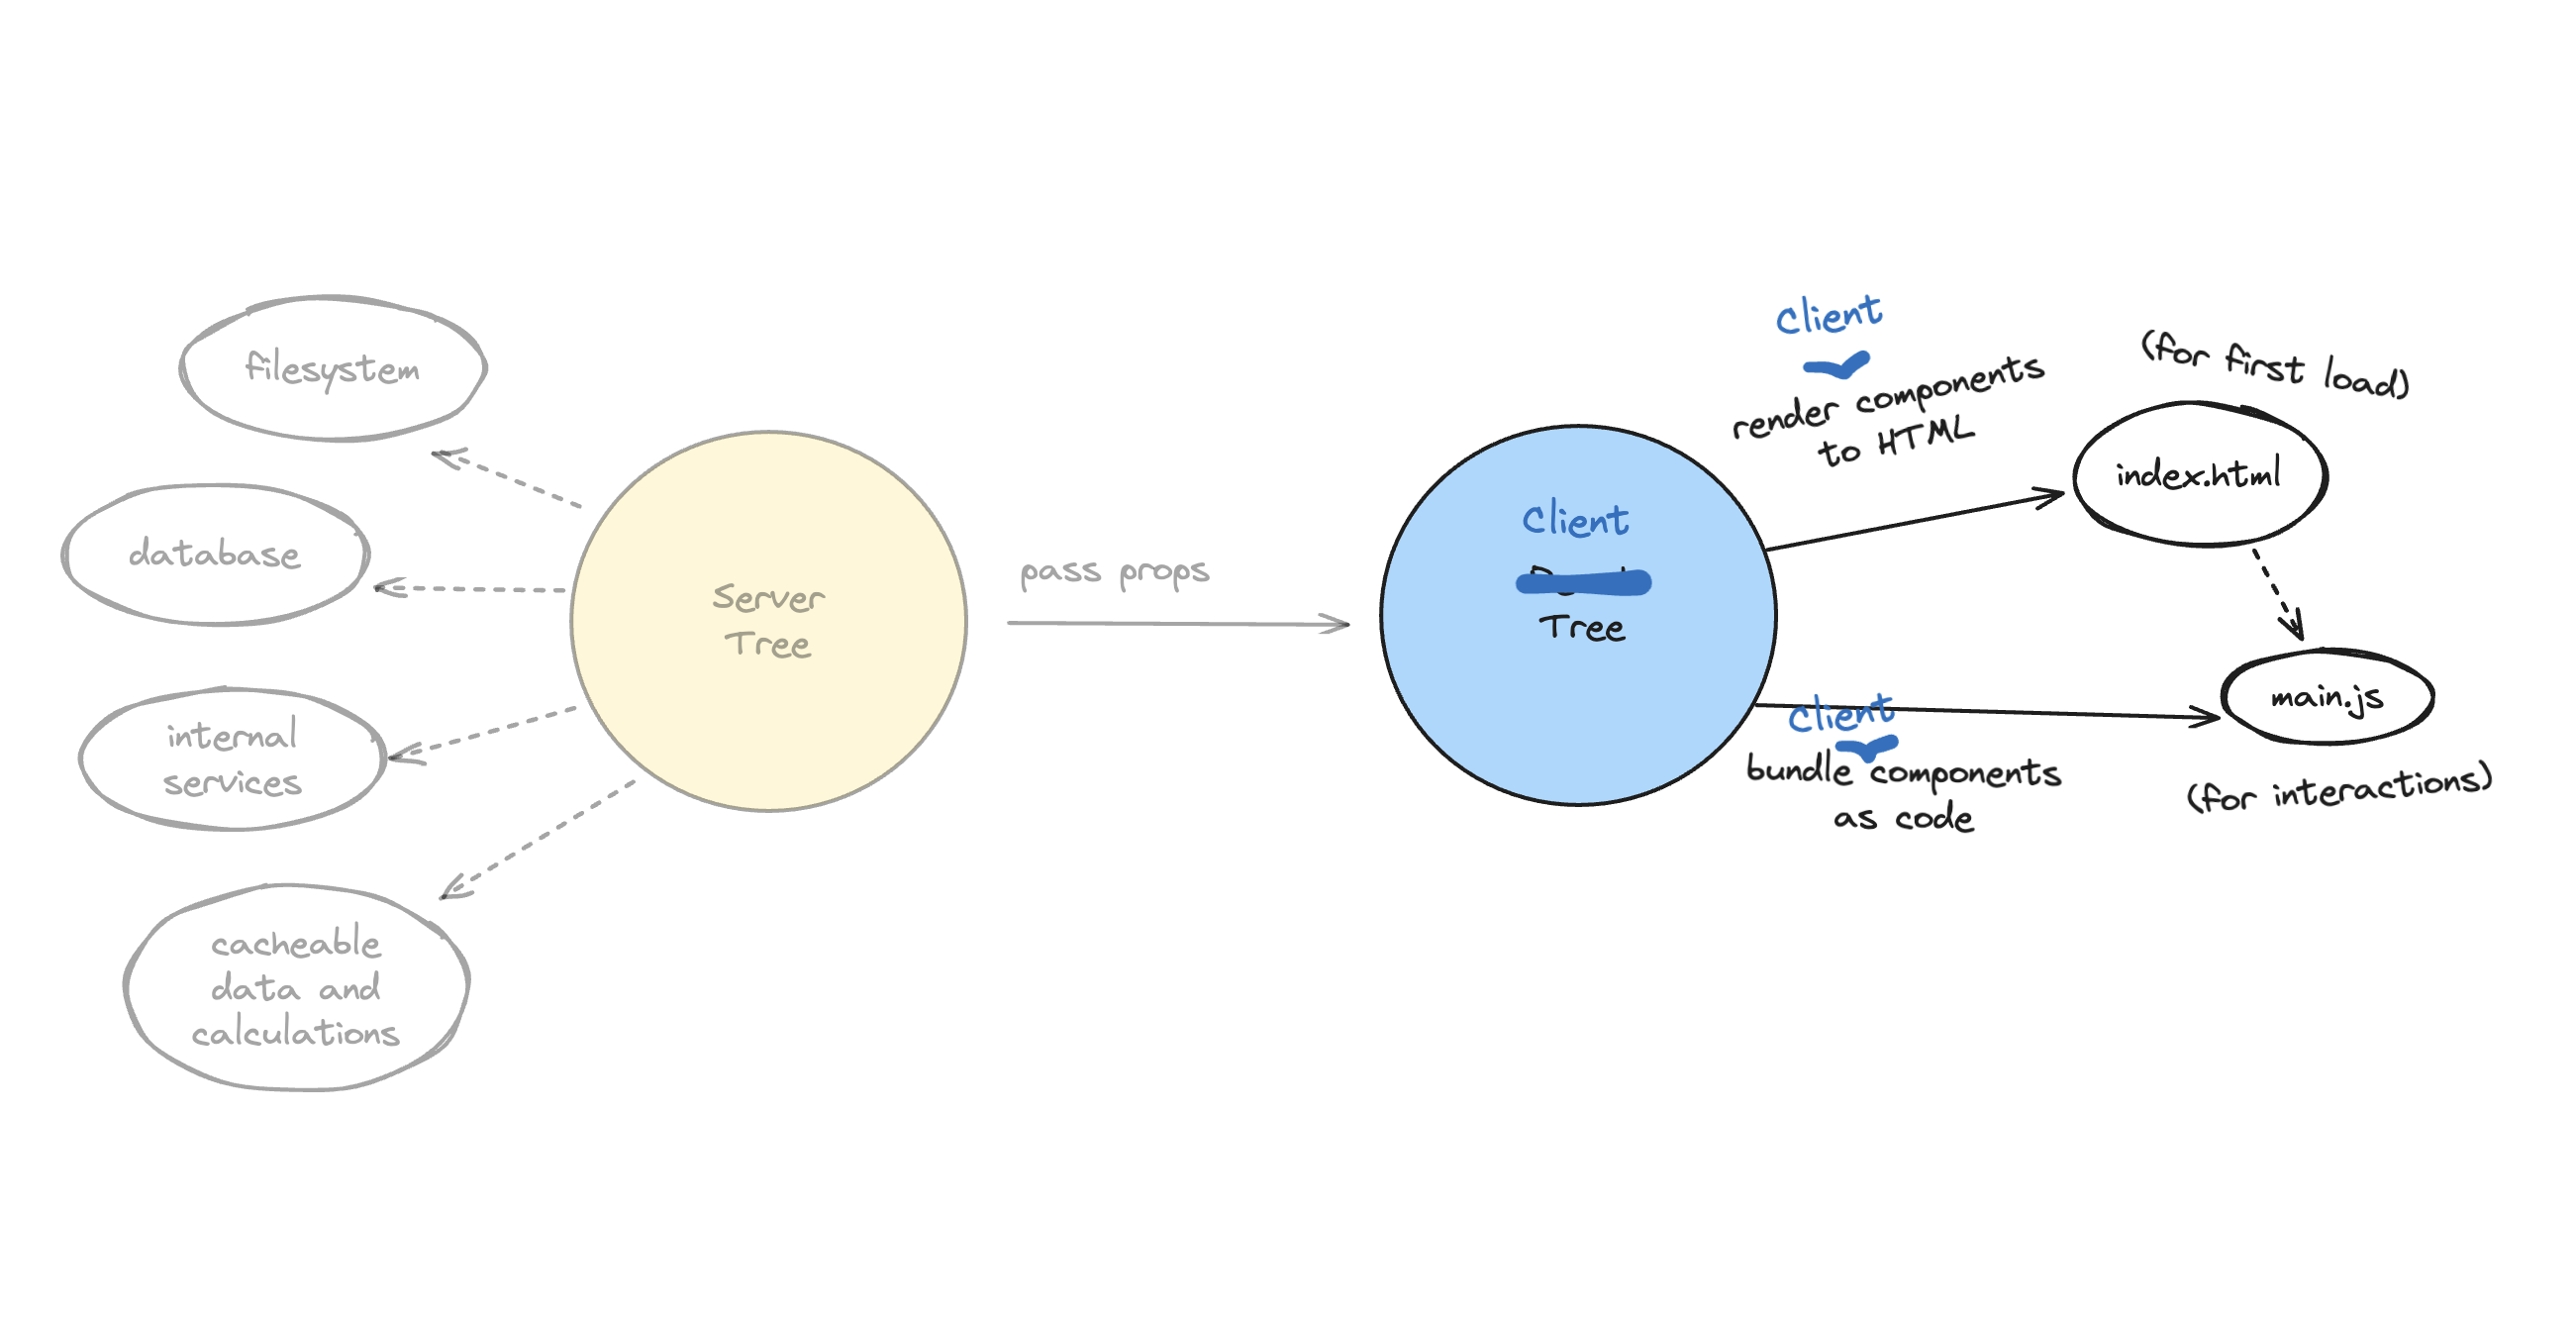 filesystem
database
internal
services
cacheable
data and
calculations
Server
Tree
pass props
Client
Tree
Client
render components
to HTML
(for first load)
index.html
main.js
Client
bundle components
as code
(for interactions)